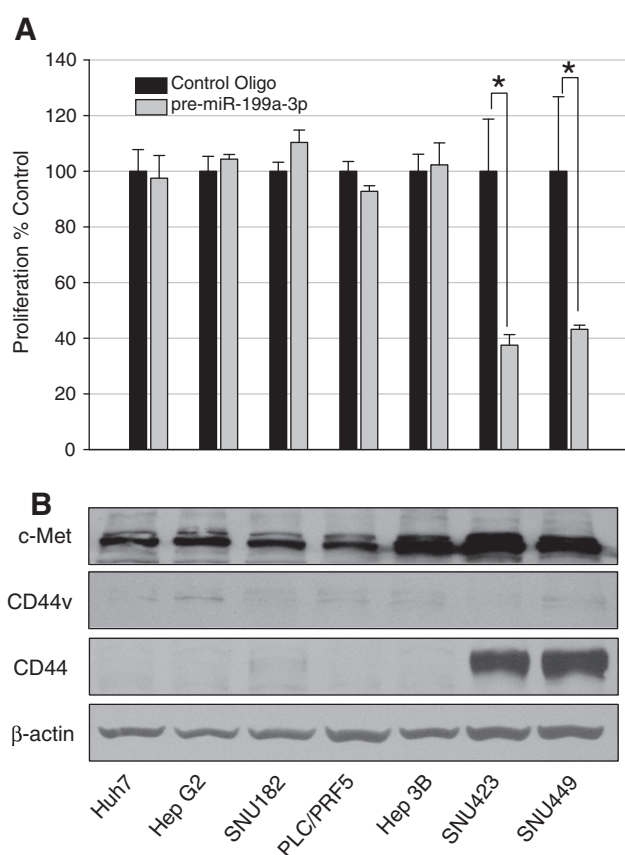 A
140
120
100
80
60
40
20
0
Proliferation % Control
Control Oligo
pre-miR-199a-3p
*
*
B
c-Met
CD44v
CD44
β-actin
Huh7
Hep G2
SNU182
PLC/PRF5
Hep 3B
SNU423
SNU449